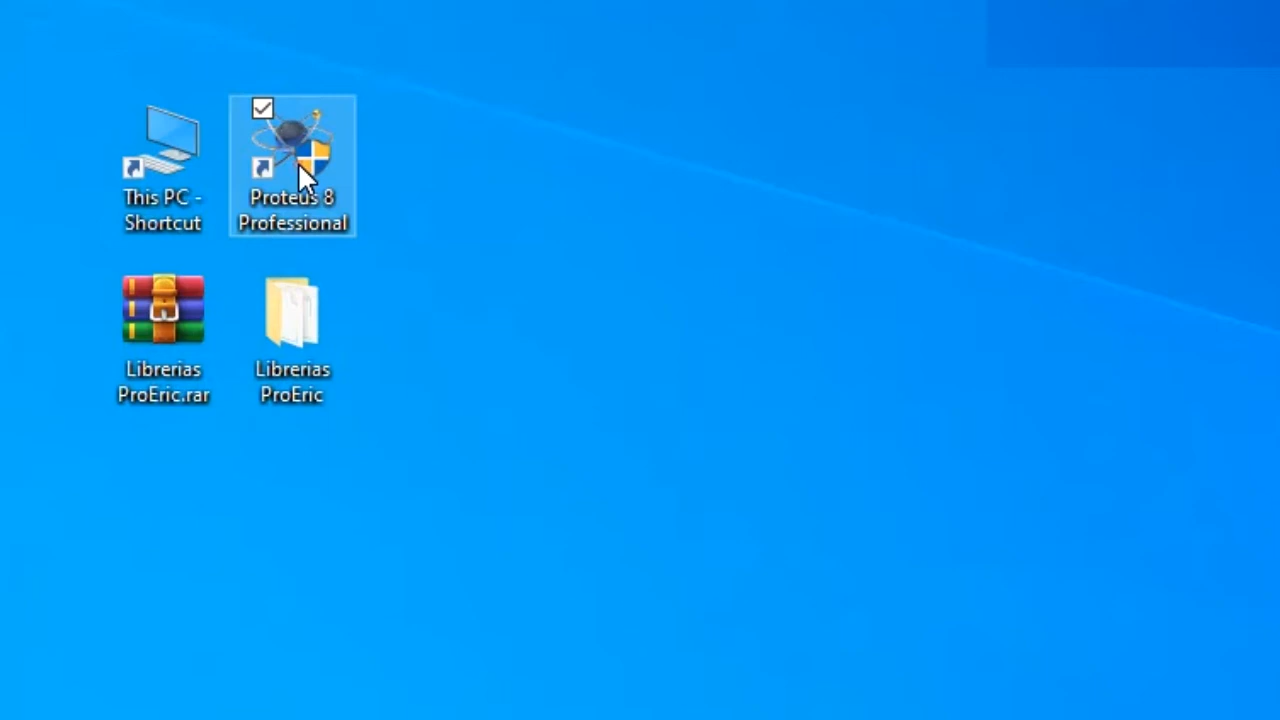 This PC -
Shortcut
Proteus 8
Professional
Librerias
ProEric.rar
Librerias
ProEric